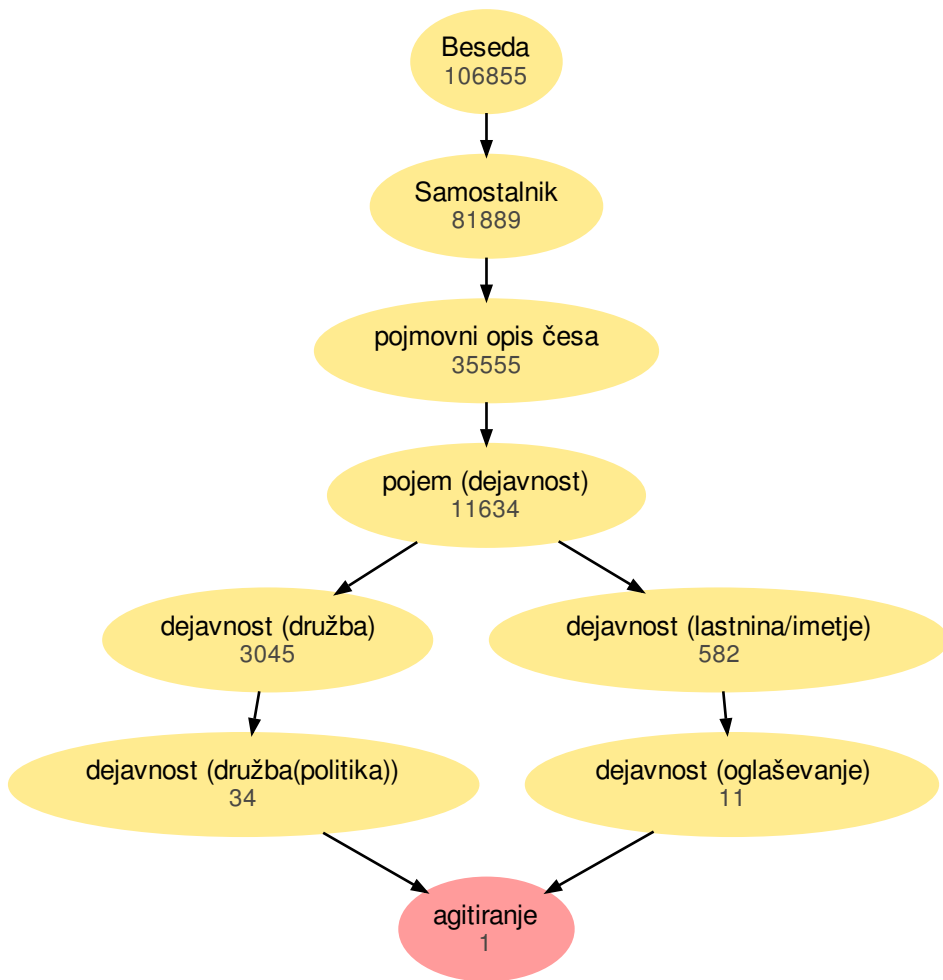 Beseda
106855
Samostalnik
81889
pojmovni opis česa
35555
pojem (dejavnost)
11634
dejavnost (družba)
3045
dejavnost (lastnina/imetje)
582
dejavnost (družba(politika))
34
dejavnost (oglaševanje)
11
agitiranje
1